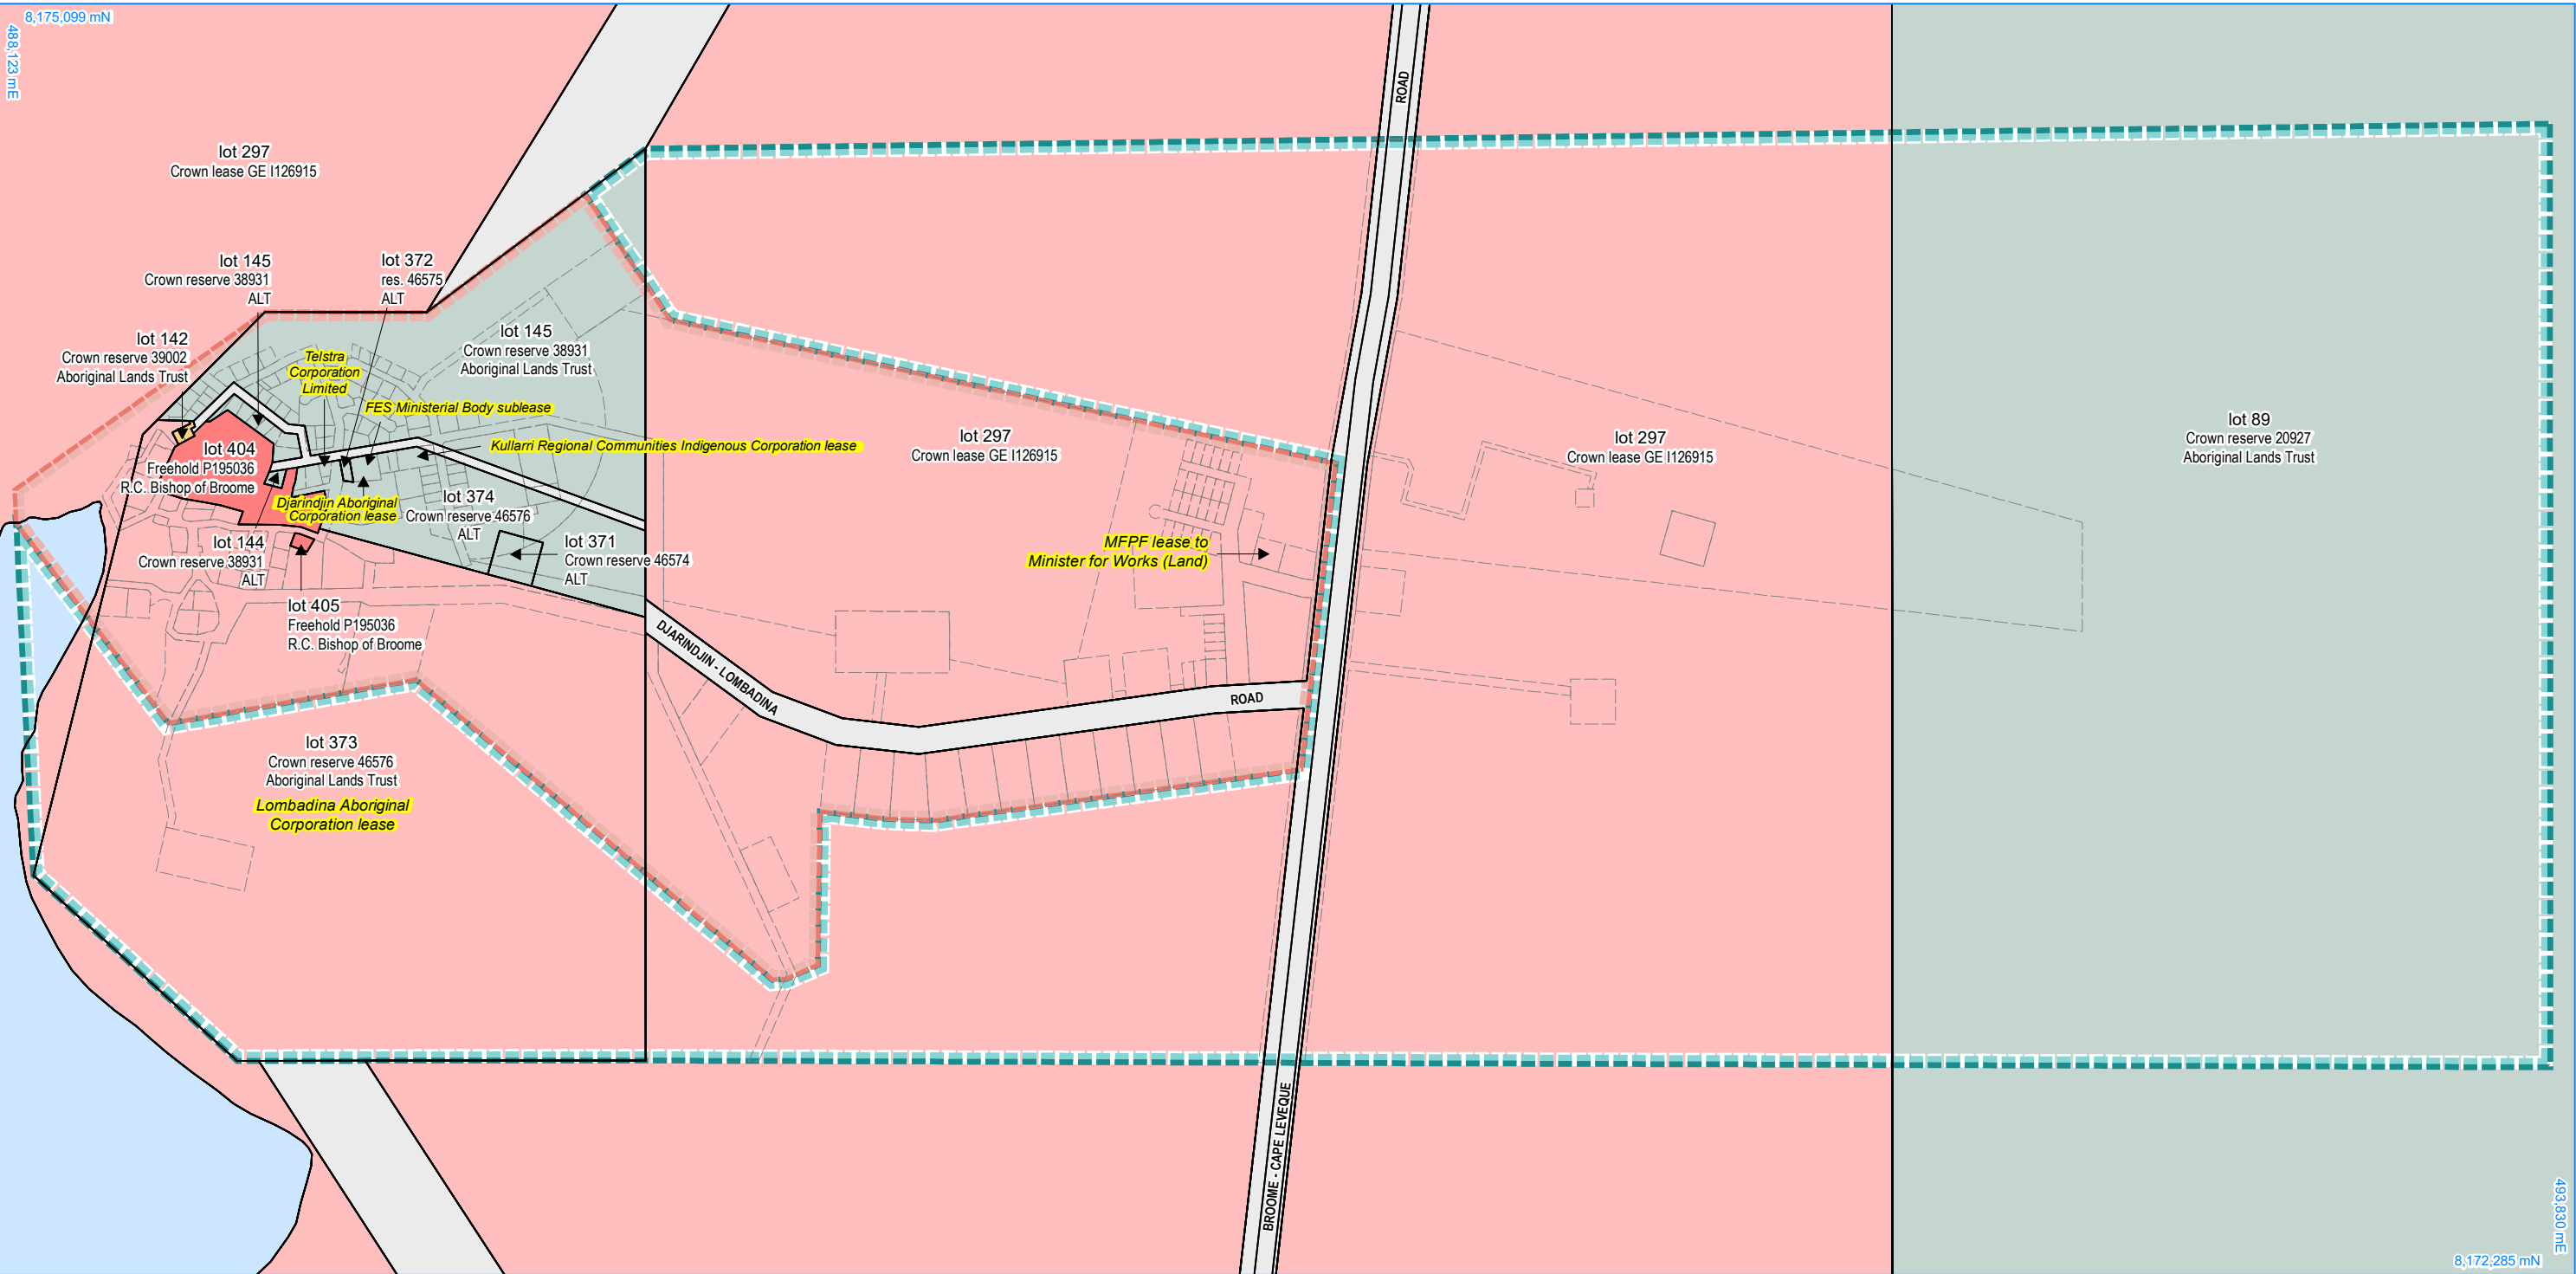 8,175,099 mN
488,123 mE
ROAD
lot 297
Crown lease GE I126915
lot 145
Crown reserve 38931
ALT
lot 372
res. 46575
ALT
lot 142
Crown reserve 39002
Aboriginal Lands Trust
Telstra
Corporation
Limited
lot 145
Crown reserve 38931
Aboriginal Lands Trust
FES Ministerial Body sublease
Kullarri Regional Communities Indigenous Corporation lease
lot 404
Freehold P195036
R.C. Bishop of Broome
Djarindjin Aboriginal
Corporation lease
lot 374
Crown reserve 46576
ALT
lot 144
Crown reserve 38931
ALT
lot 371
Crown reserve 46574
ALT
lot 405
Freehold P195036
R.C. Bishop of Broome
lot 297
Crown lease GE I126915
lot 297
Crown lease GE I126915
lot 89
Crown reserve 20927
Aboriginal Lands Trust
MFPF lease to
Minister for Works (Land)
DJARINDJIN - LOMBADINA
ROAD
lot 373
Crown reserve 46576
Aboriginal Lands Trust
Lombadina Aboriginal
Corporation lease
BROOME - CAPE LEVEQUE
493,830 mE
8,172,285 mN